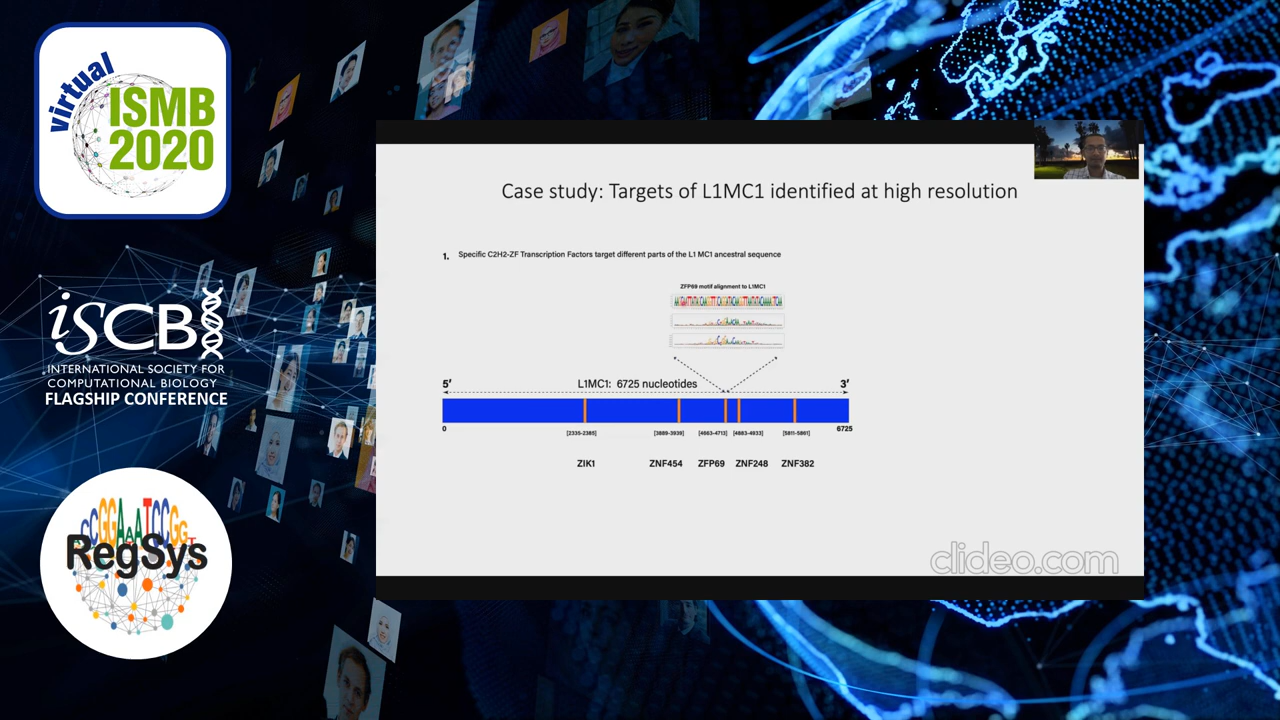 virtual
ISMB
2020
iSCB
INTERNATIONAL SOCIETY FOR
COMPUTATIONAL BIOLOGY
FLAGSHIP CONFERENCE
RegSys
Case study: Targets of L1MC1 identified at high resolution
1. Specific C2H2-ZF Transcription Factors target different parts of the L1 MC1 ancestral sequence
ZFP69 motif alignment to L1MC1
5′ L1MC1: 6725 nucleotides 3′
0 6725
[2335-2385] [3889-3939] [4663-4713] [4883-4933] [5811-5861]
ZIK1 ZNF454 ZFP69 ZNF248 ZNF382
clideo.com